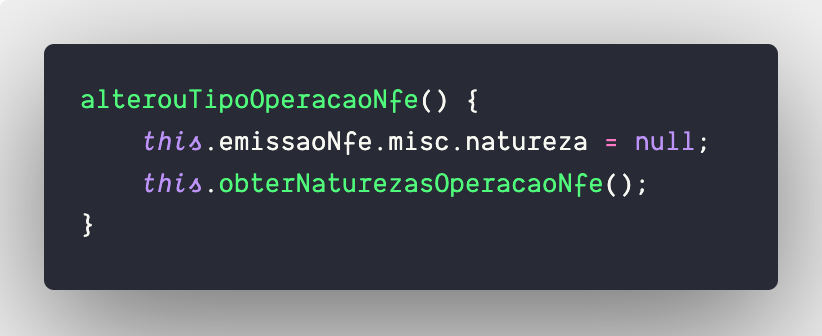 alterouTipoOperacaoNfe() {
    this.emissaoNfe.misc.natureza = null;
    this.obterNaturezasOperacaoNfe();
}